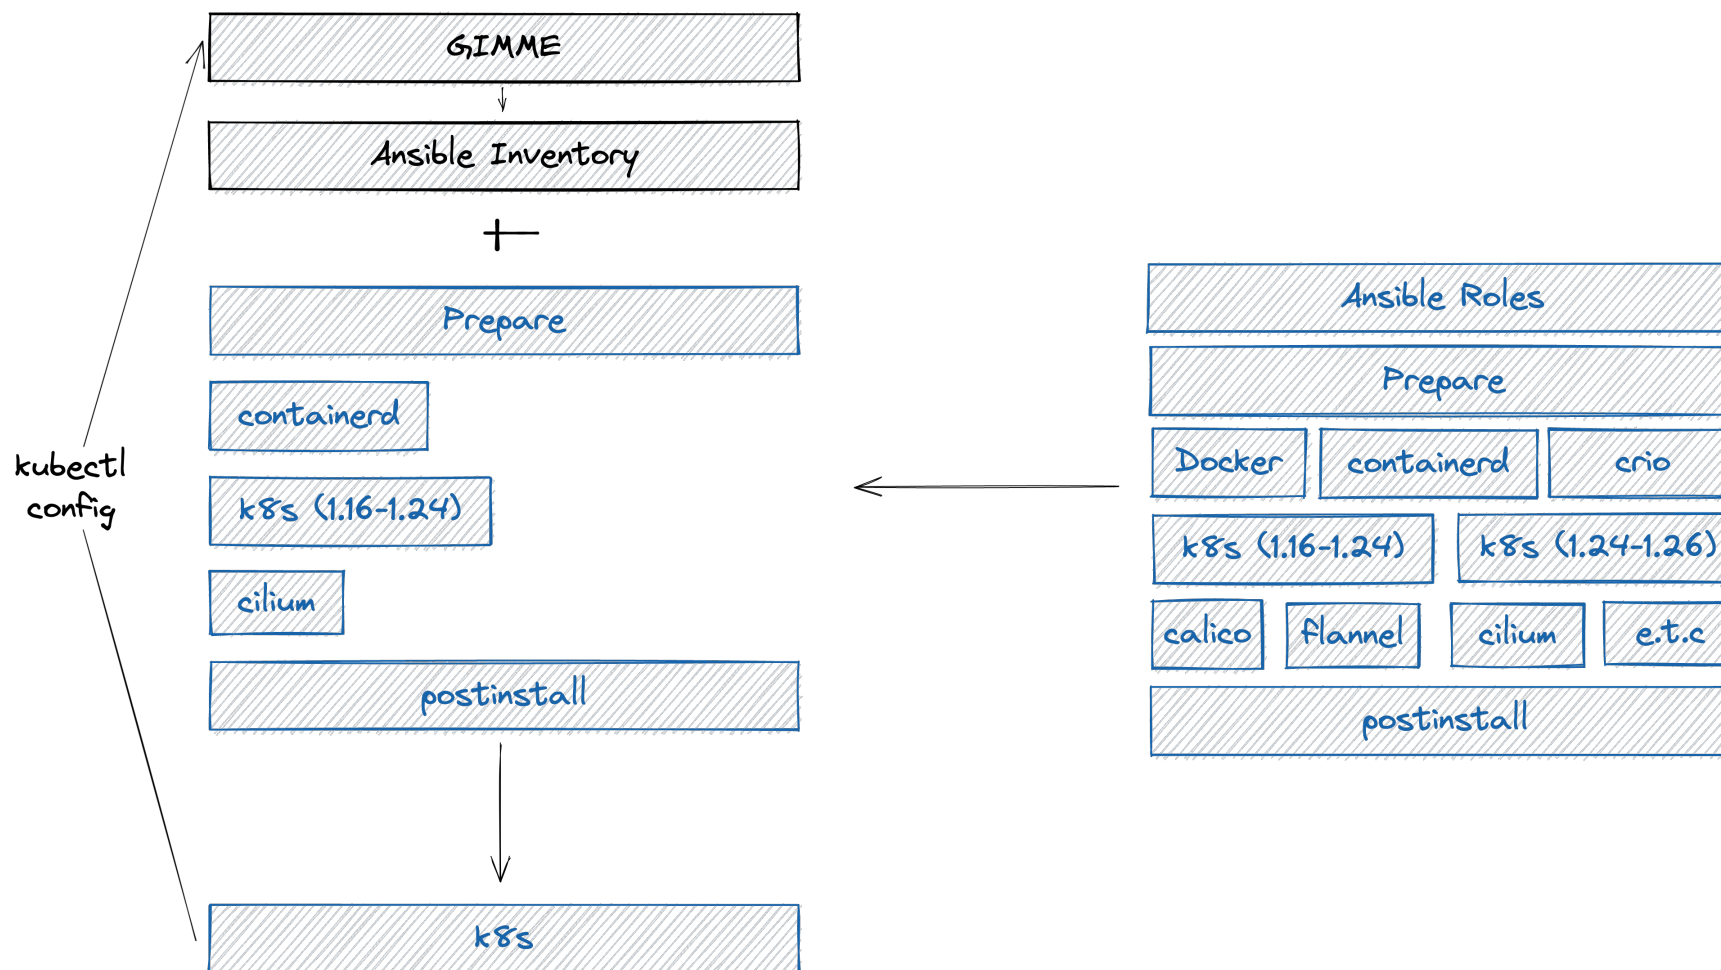 GIMME
Ansible Inventory
+
Prepare
containerd
k8s (1.16-1.24)
cilium
postinstall
k8s
kubectl
config
Ansible Roles
Prepare
Docker
containerd
crio
k8s (1.16-1.24)
k8s (1.24-1.26)
calico
flannel
cilium
e.t.c
postinstall